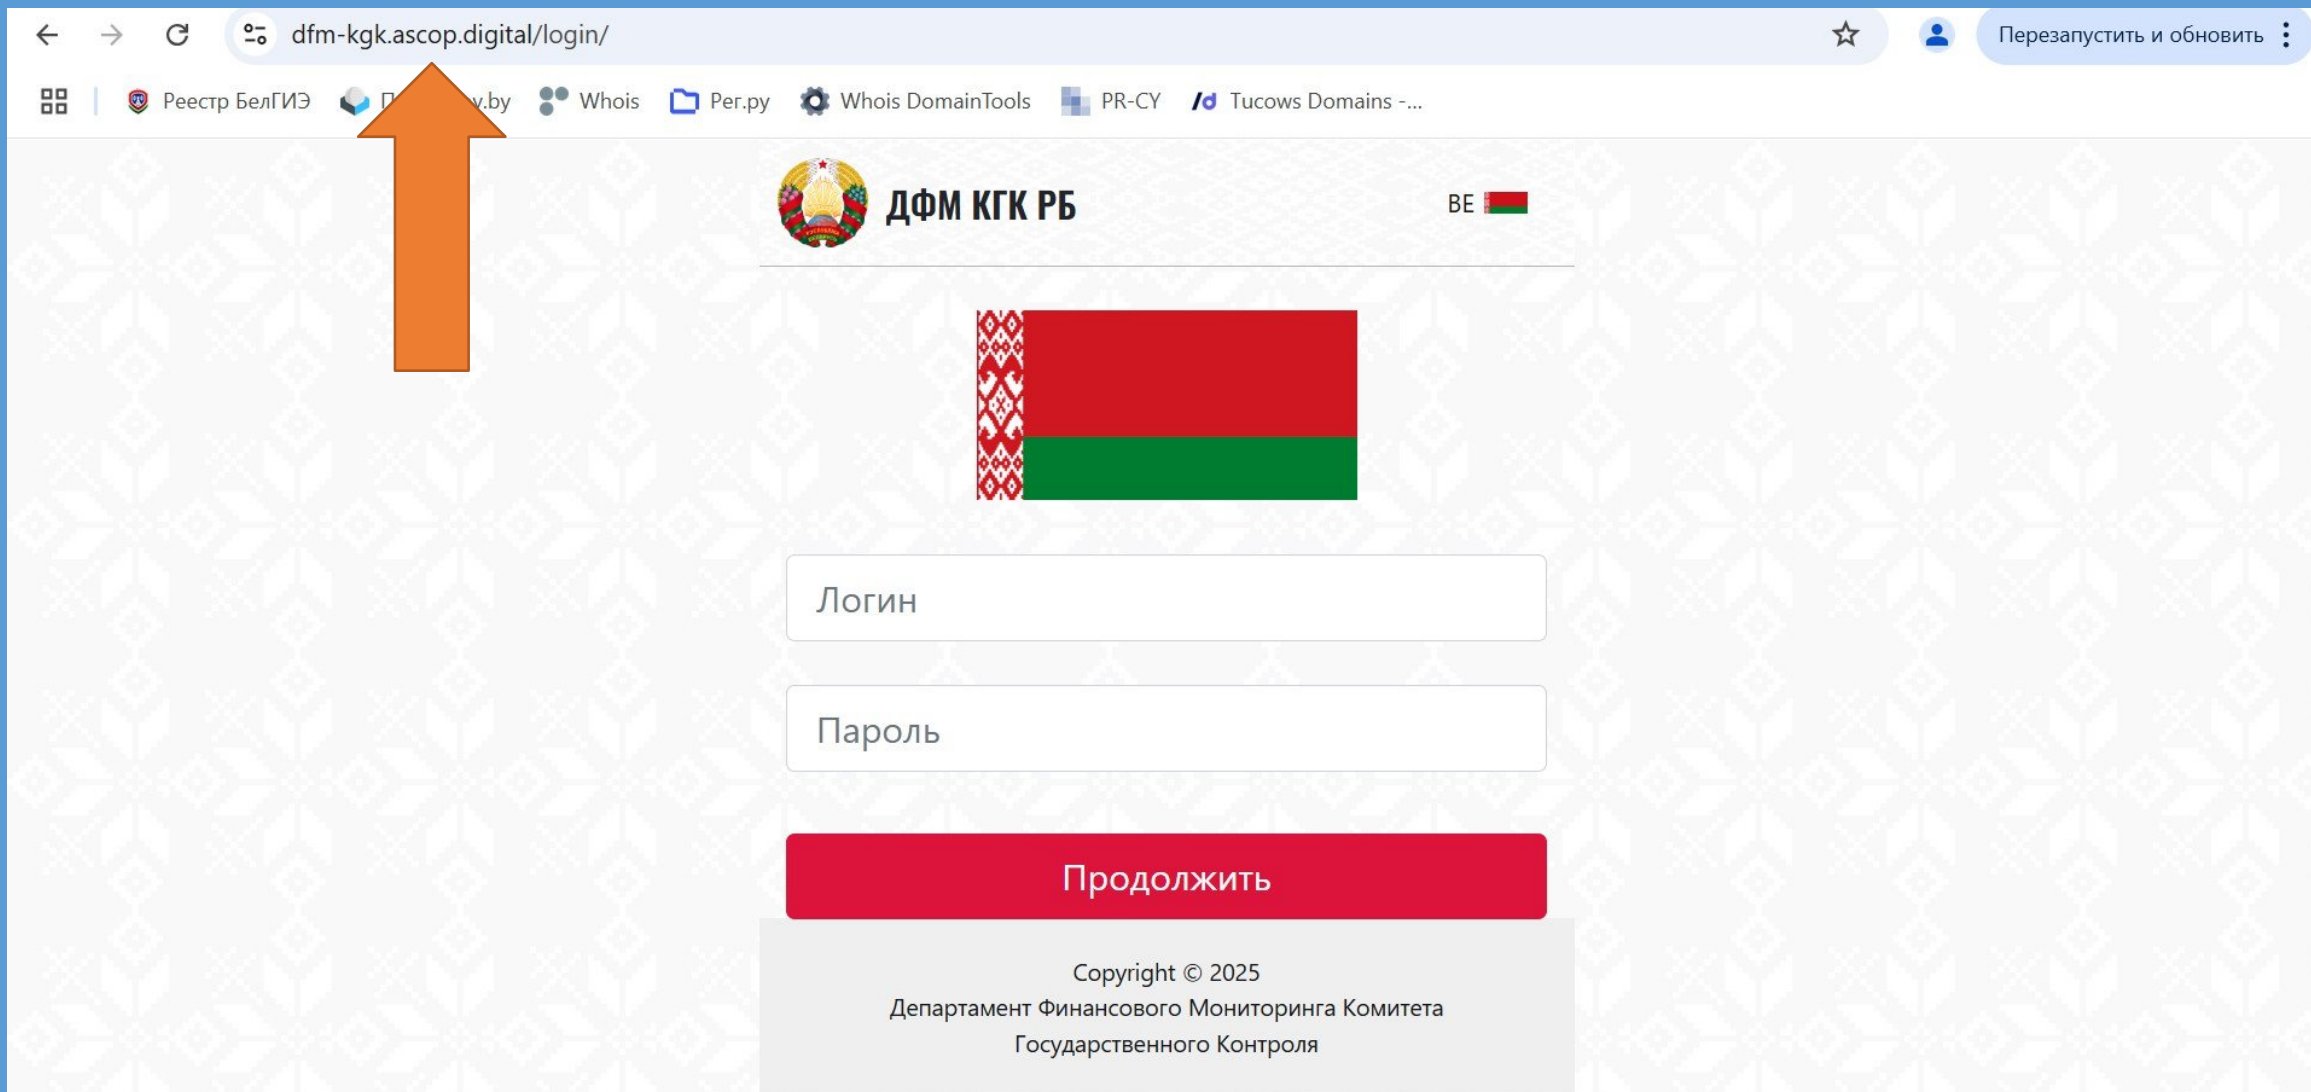 dfm-kgk.ascop.digital/login/
Перезапустить и обновить
Реестр БелГИЭ
Whois
Рег.ру
Whois DomainTools
PR-CY
Tucows Domains -...
ДФМ КГК РБ
BE
Логин
Пароль
Продолжить
Copyright © 2025
Департамент Финансового Мониторинга Комитета
Государственного Контроля